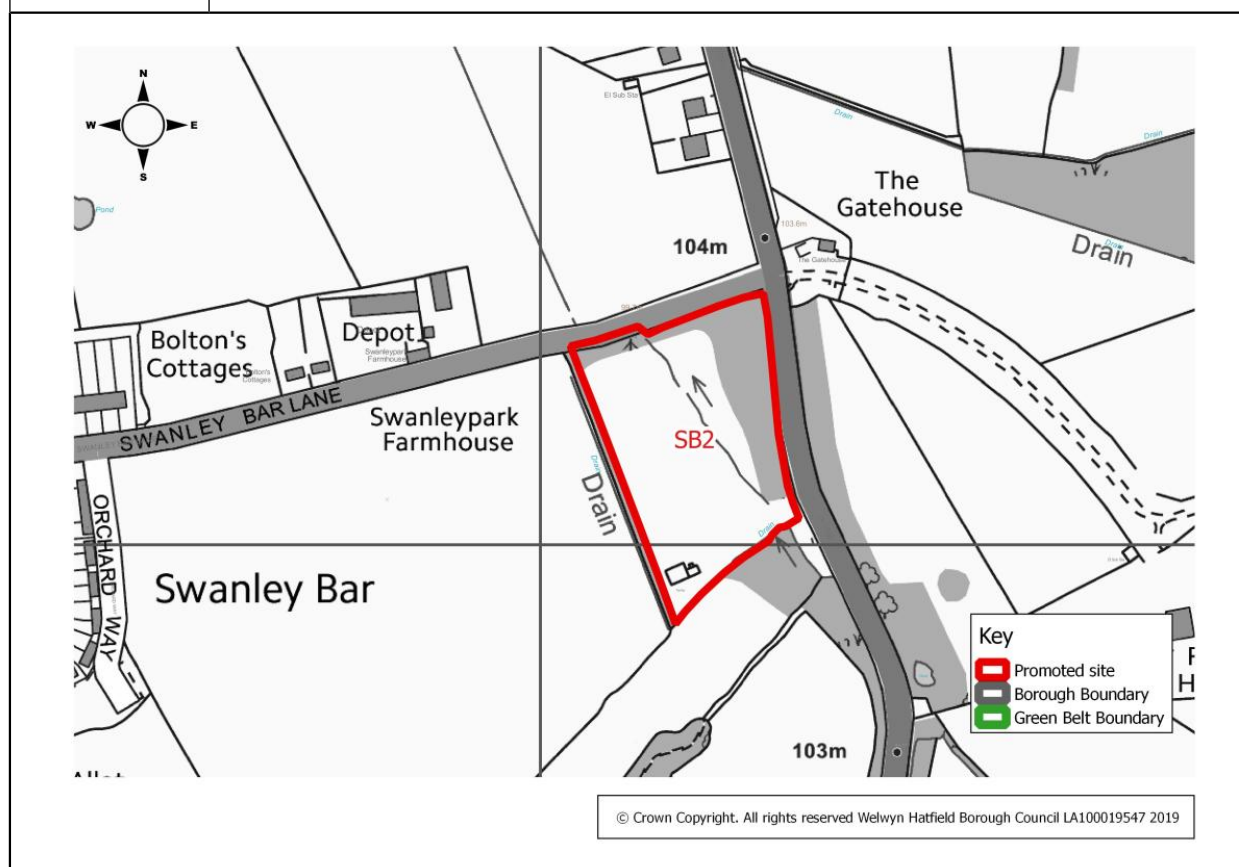 N
W E
S
El Sub Sta
Drain
Drain
Pond
The
Gatehouse
103.6m
104m
The Gatehouse
Drain
Drain
Bolton's
Cottages
Depot
Swanleypark
Farmhouse
Bolton's
Cottages
SWANLEY BAR LANE
Swanleypark
Farmhouse
SB2
Drain
Drain
Drain
ORCHARD WAY
Swanley Bar
Key
Promoted site
Borough Boundary
Green Belt Boundary
103m
© Crown Copyright. All rights reserved Welwyn Hatfield Borough Council LA100019547 2019